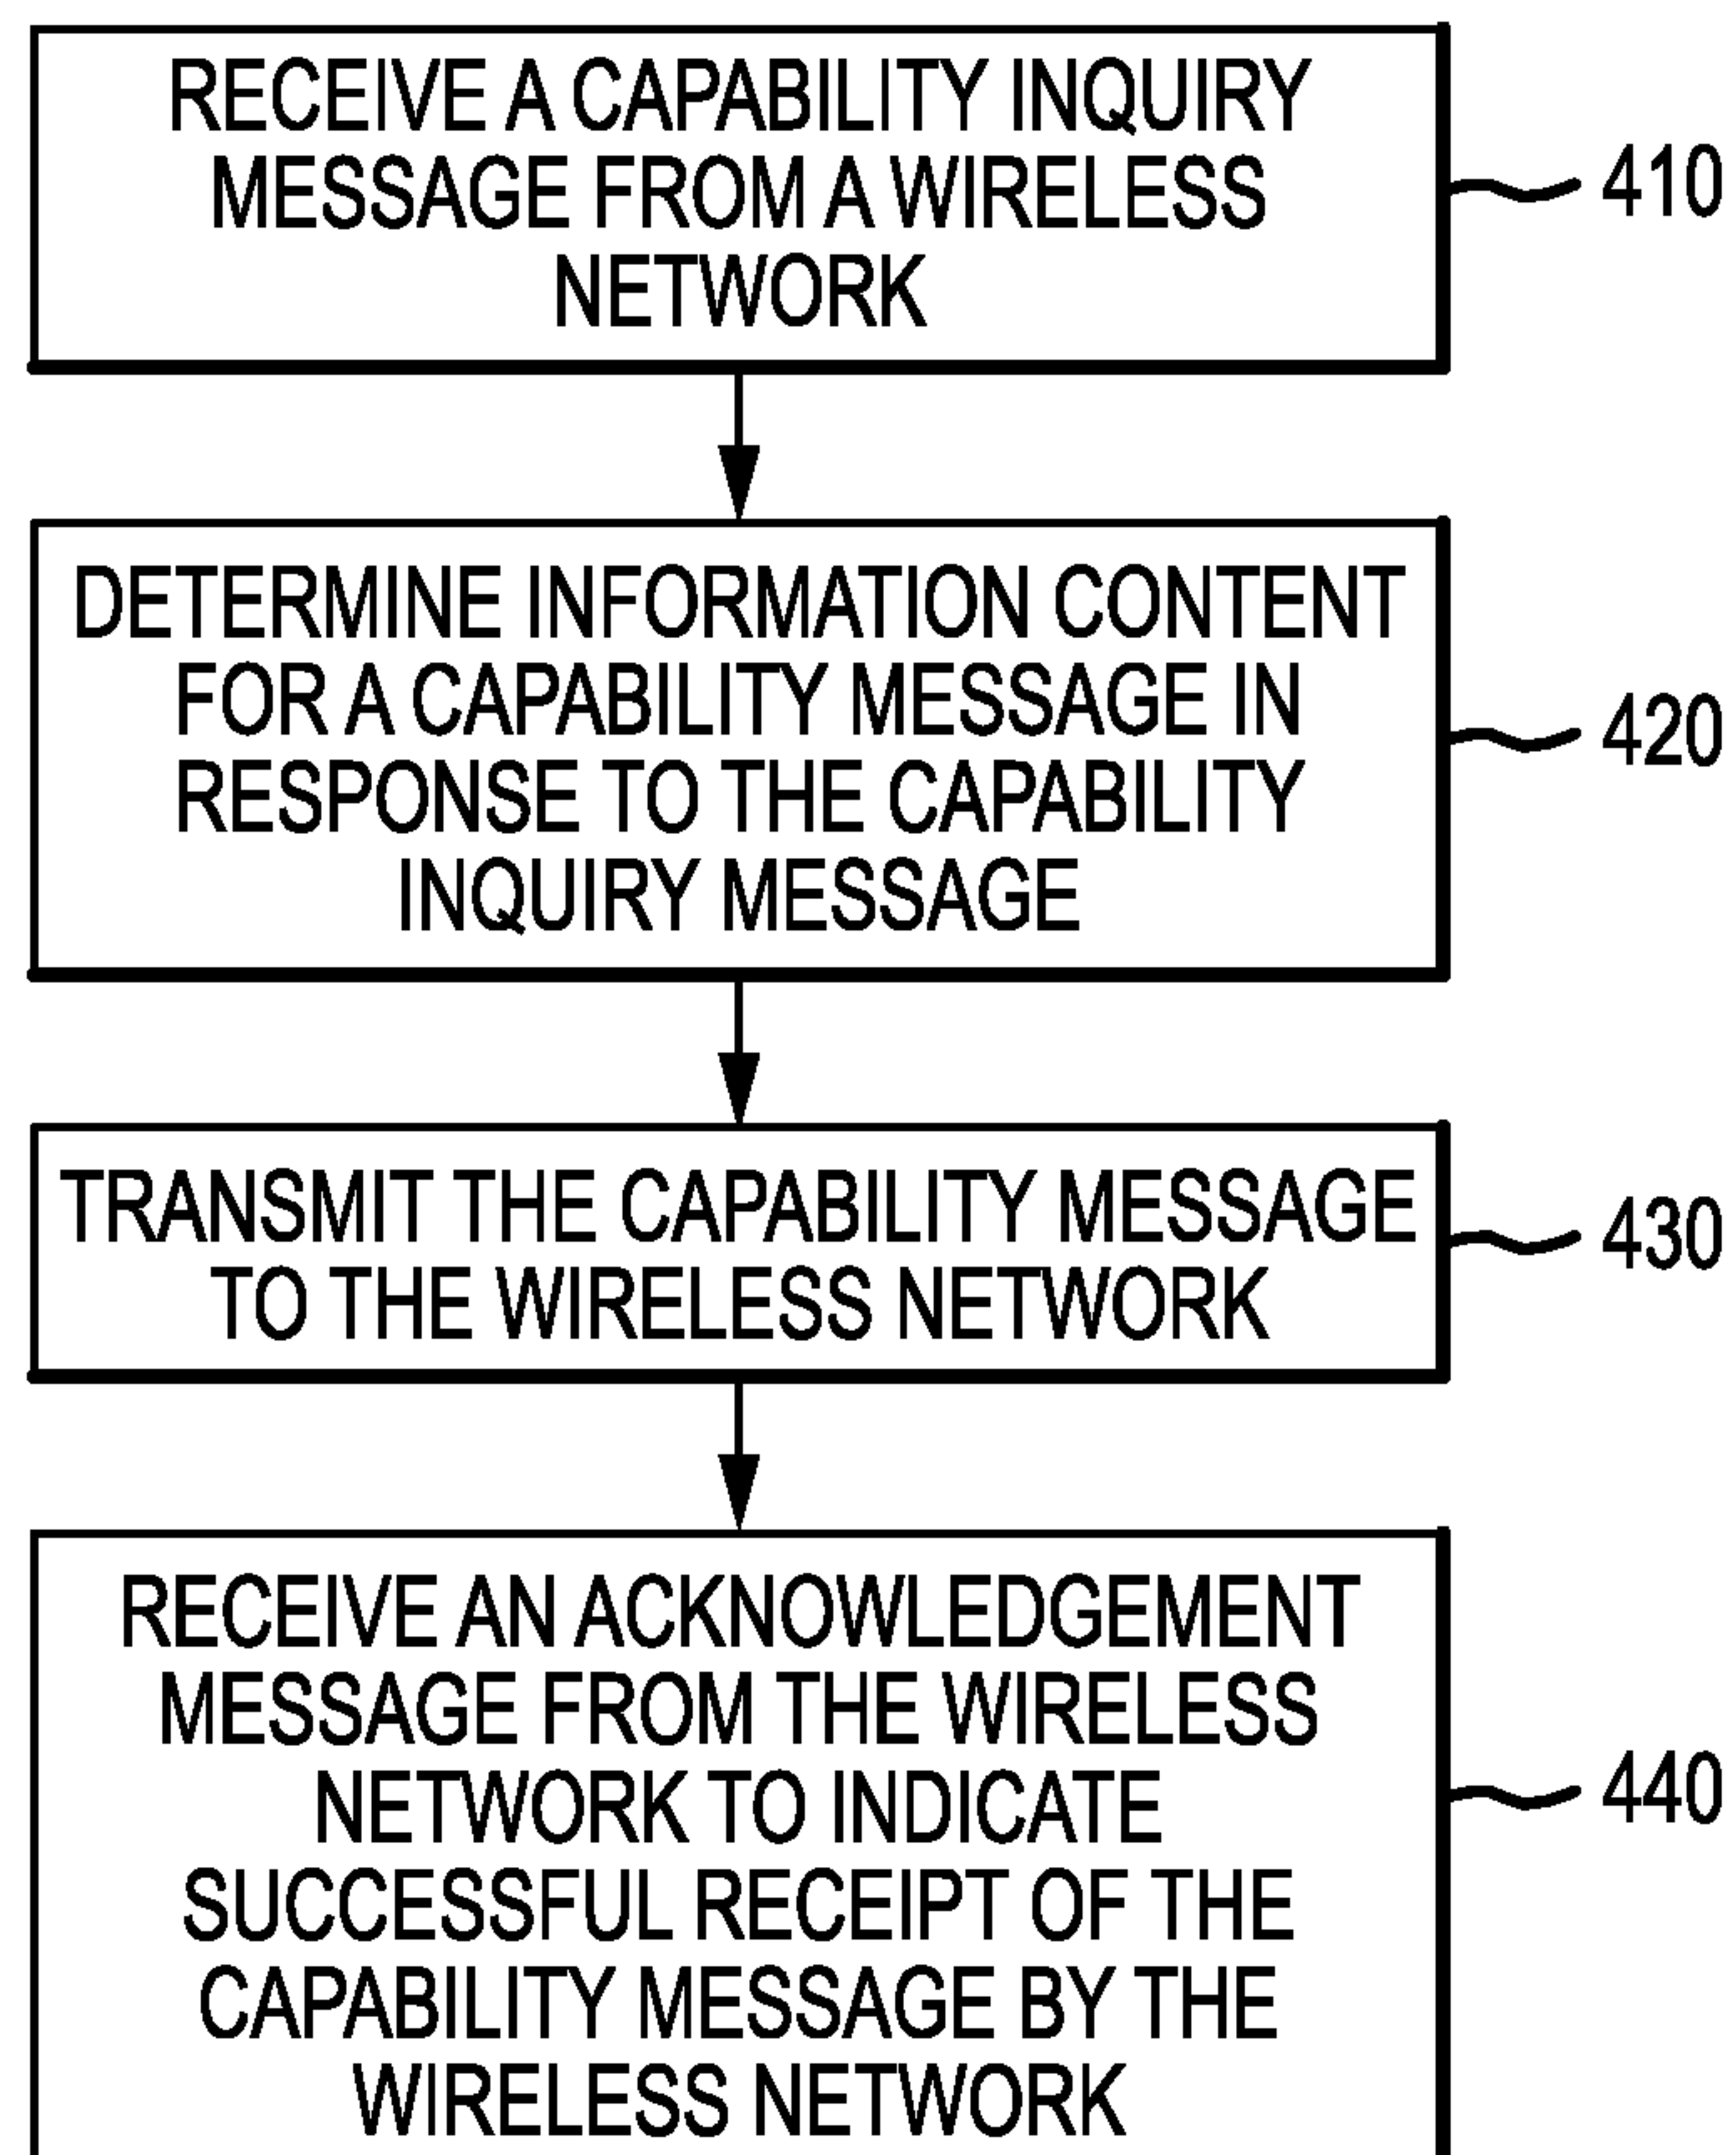 RECEIVE A CAPABILITY INQUIRY
MESSAGE FROM A WIRELESS
NETWORK
410
DETERMINE INFORMATION CONTENT
FOR A CAPABILITY MESSAGE IN
RESPONSE TO THE CAPABILITY
INQUIRY MESSAGE
420
TRANSMIT THE CAPABILITY MESSAGE
TO THE WIRELESS NETWORK
430
RECEIVE AN ACKNOWLEDGEMENT
MESSAGE FROM THE WIRELESS
NETWORK TO INDICATE
SUCCESSFUL RECEIPT OF THE
CAPABILITY MESSAGE BY THE
WIRELESS NETWORK
440